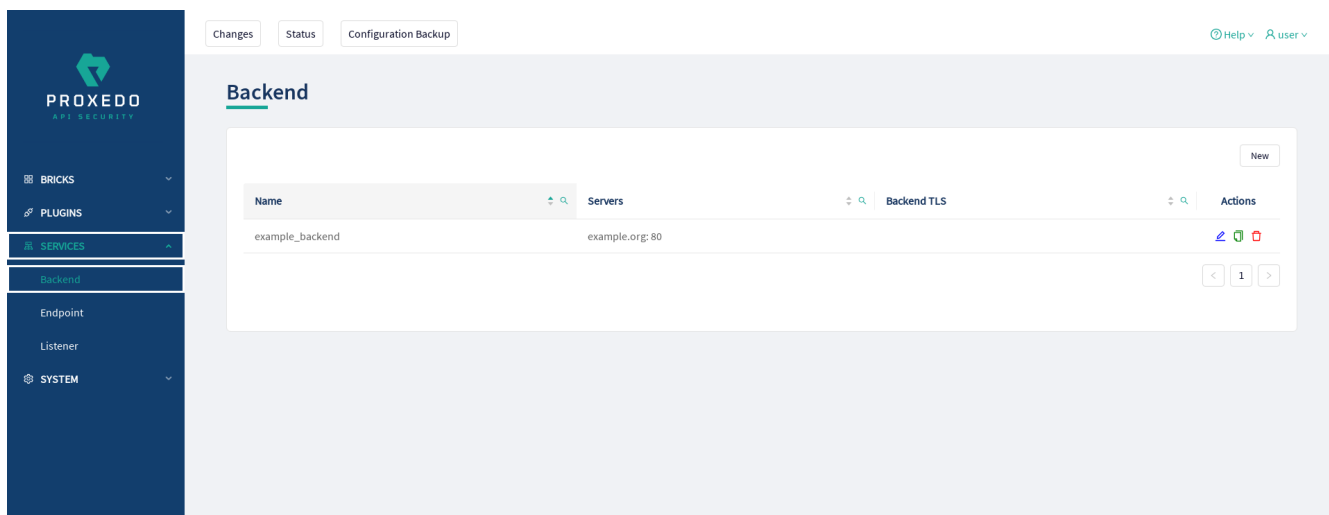 Changes Status Configuration Backup Help user
PROXEDO
API SECURITY
Backend
New
BRICKS
PLUGINS
SERVICES
Backend
Endpoint
Listener
SYSTEM
Name Servers Backend TLS Actions
example_backend example.org: 80
< 1 >